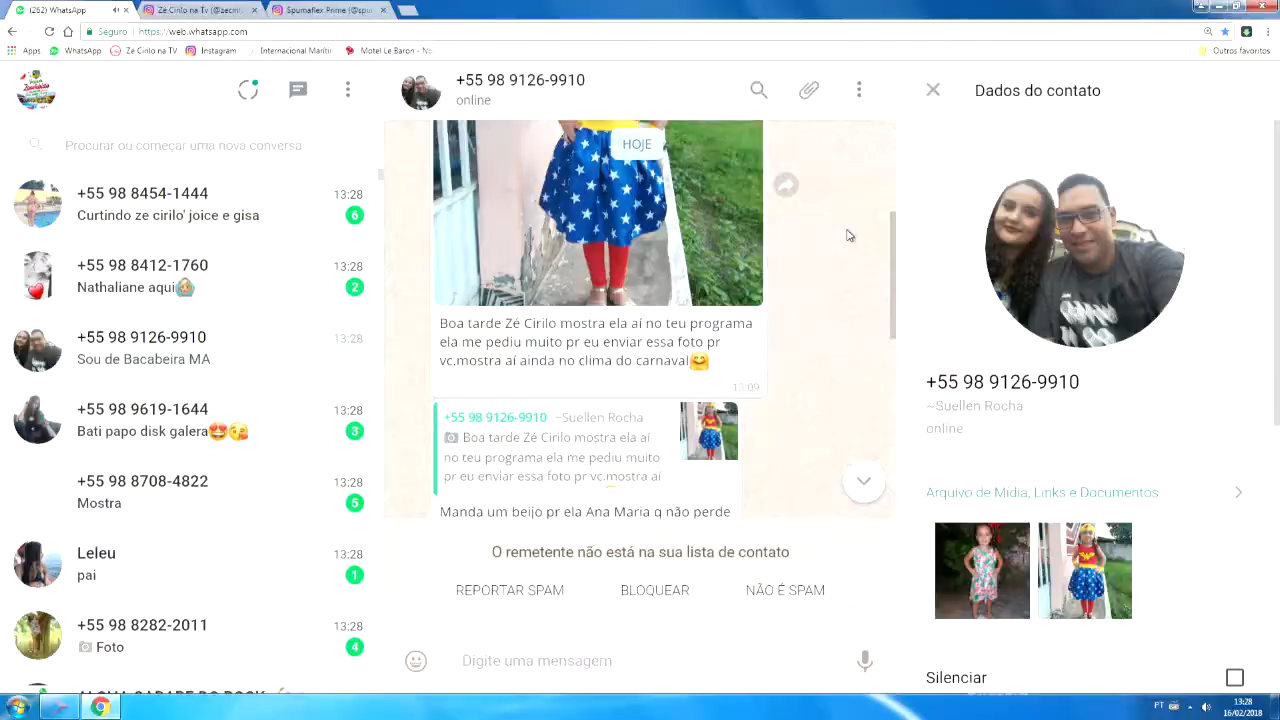 (262) WhatsApp
Zé Cirilo na Tv (@zecir
Spumaflex Prime (@spu
Seguro
https://web.whatsapp.com
Apps
WhatsApp
Zé Cirilo na TV
Instagram
Internacional Maríti
Motel Le Baron - No
Outros favoritos
+55 98 9126-9910
online
Dados do contato
Procurar ou começar uma nova conversa
+55 98 8454-1444
13:28
Curtindo ze cirilo' joice e gisa
6
+55 98 8412-1760
13:28
Nathaliane aqui
2
+55 98 9126-9910
13:28
Sou de Bacabeira MA
+55 98 9619-1644
13:28
Bati papo disk galera
3
+55 98 8708-4822
13:28
Mostra
5
Leleu
13:28
pai
1
+55 98 8282-2011
13:28
Foto
4
HOJE
Boa tarde Zé Cirilo mostra ela aí no teu programa
ela me pediu muito pr eu enviar essa foto pr
vc.mostra aí ainda no clima do carnaval
13:09
+55 98 9126-9910 ~Suellen Rocha
Boa tarde Zé Cirilo mostra ela aí
no teu programa ela me pediu muito
pr eu enviar essa foto pr vc.mostra aí
Manda um beijo pr ela Ana Maria q não perde
O remetente não está na sua lista de contato
REPORTAR SPAM
BLOQUEAR
NÃO É SPAM
Digite uma mensagem
+55 98 9126-9910
~Suellen Rocha
online
Arquivo de Mídia, Links e Documentos
Silenciar
PT
13:28
16/02/2018